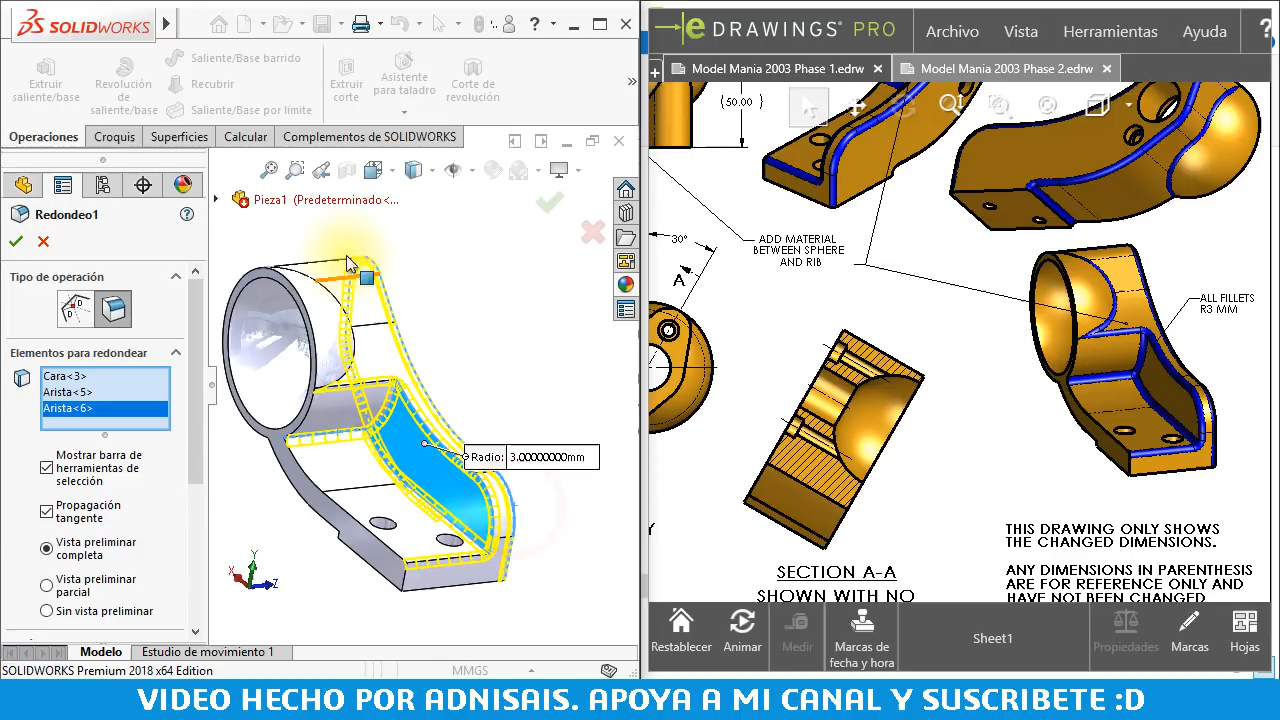 SOLIDWORKS
?
eDRAWINGS® PRO
Archivo
Vista
Herramientas
Ayuda
?
Extruir
saliente/base
Revolución
de
saliente/base
Saliente/Base barrido
Recubrir
Saliente/Base por límite
Extruir
corte
Asistente
para taladro
Corte de
revolución
»
Operaciones
Croquis
Superficies
Calcular
Complementos de SOLIDWORKS
Model Mania 2003 Phase 1.edrw
Model Mania 2003 Phase 2.edrw
Redondeo1
Pieza1 (Predeterminado<...
Tipo de operación
Elementos para redondear
Cara<3>
Arista<5>
Arista<6>
Mostrar barra de
herramientas de
selección
Propagación
tangente
Vista preliminar
completa
Vista preliminar
parcial
Sin vista preliminar
Radio: 3.00000000mm
Y
X
Z
Modelo
Estudio de movimiento 1
SOLIDWORKS Premium 2018 x64 Edition
MMGS
(50.00 )
30°
A
ADD MATERIAL
BETWEEN SPHERE
AND RIB
ALL FILLETS
R3 MM
Y
SECTION A-A
SHOWN WITH NO
THIS DRAWING ONLY SHOWS
THE CHANGED DIMENSIONS.
ANY DIMENSIONS IN PARENTHESIS
ARE FOR REFERENCE ONLY AND
HAVE NOT BEEN CHANGED
Restablecer
Animar
Medir
Marcas de
fecha y hora
Sheet1
Propiedades
Marcas
Hojas
VIDEO HECHO POR ADNISAIS. APOYA A MI CANAL Y SUSCRIBETE :D